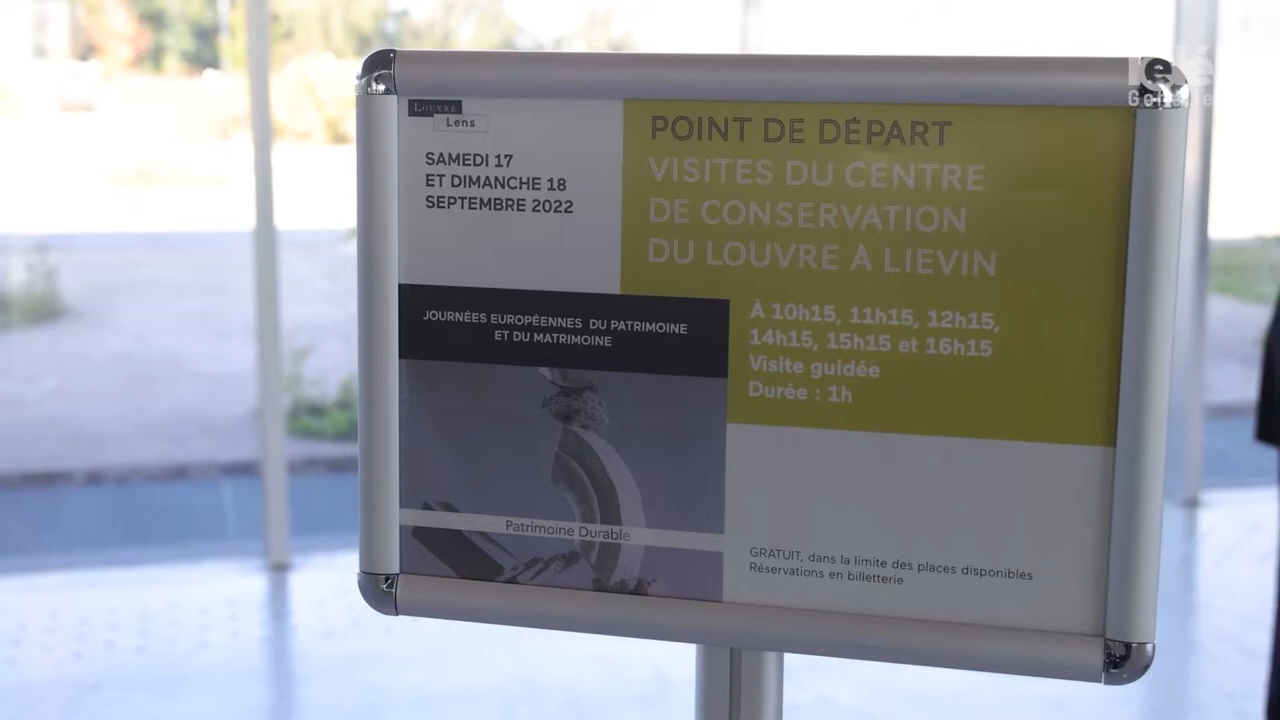 LOUVRE
Lens
SAMEDI 17
ET DIMANCHE 18
SEPTEMBRE 2022
POINT DE DÉPART
VISITES DU CENTRE
DE CONSERVATION
DU LOUVRE À LIEVIN
À 10h15, 11h15, 12h15,
14h15, 15h15 et 16h15
Visite guidée
Durée : 1h
JOURNÉES EUROPÉENNES DU PATRIMOINE
ET DU MATRIMOINE
Patrimoine Durable
GRATUIT, dans la limite des places disponibles
Réservations en billetterie